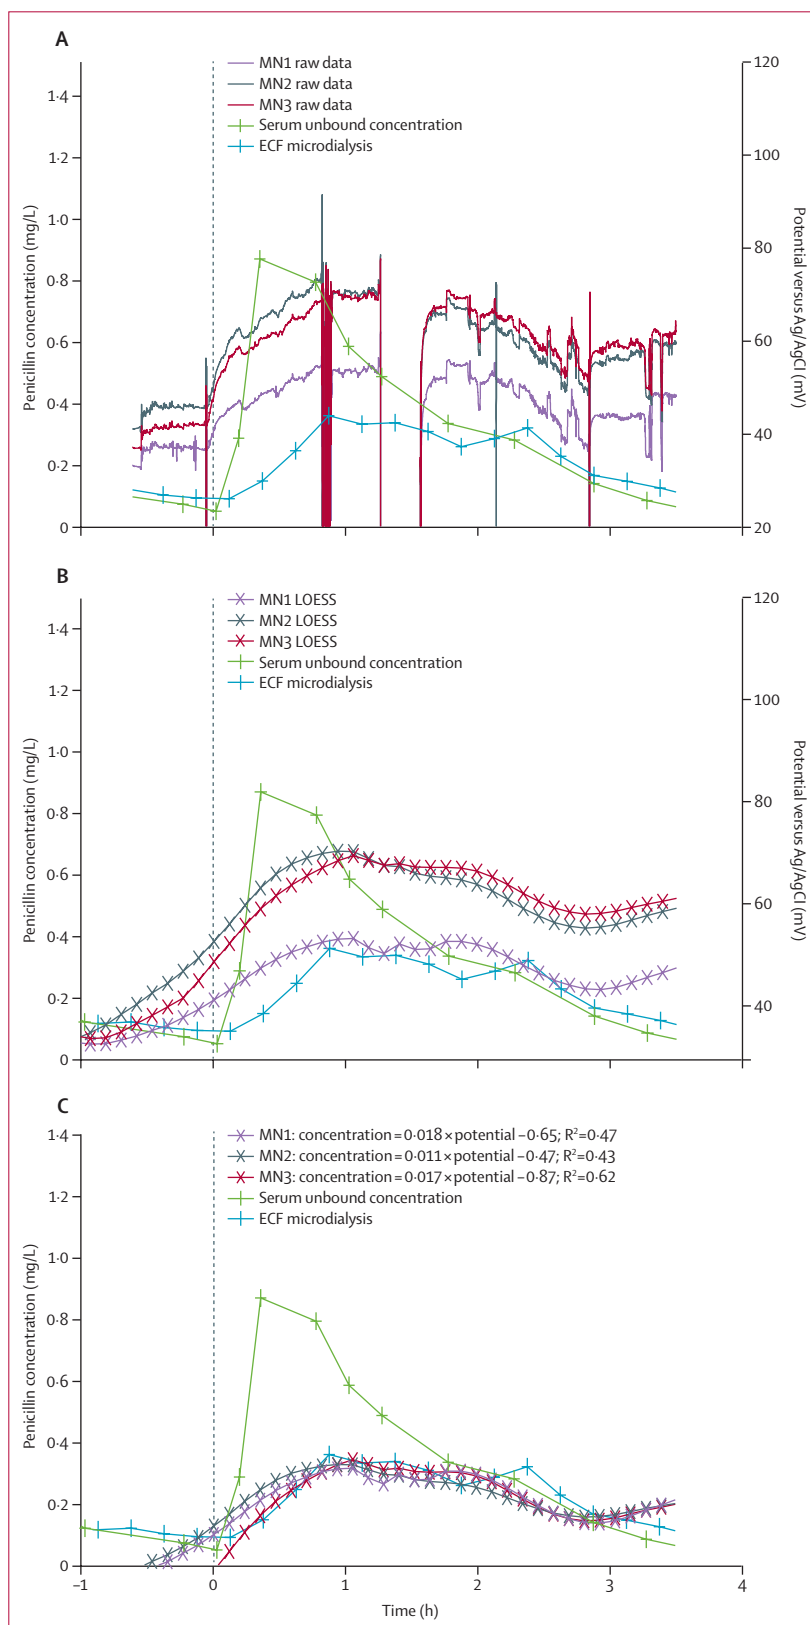 A
MN1 raw data
MN2 raw data
MN3 raw data
Serum unbound concentration
ECF microdialysis
Penicillin concentration (mg/L)
1·4
1·2
1·0
0·8
0·6
0·4
0·2
0
120
100
80
60
40
20
Potential versus Ag/AgCl (mV)
B
MN1 LOESS
MN2 LOESS
MN3 LOESS
Serum unbound concentration
ECF microdialysis
Penicillin concentration (mg/L)
1·4
1·2
1·0
0·8
0·6
0·4
0·2
0
120
100
80
60
40
Potential versus Ag/AgCl (mV)
C
MN1: concentration=0·018×potential–0·65; R²=0·47
MN2: concentration=0·011×potential–0·47; R²=0·43
MN3: concentration=0·017×potential–0·87; R²=0·62
Serum unbound concentration
ECF microdialysis
Penicillin concentration (mg/L)
1·4
1·2
1·0
0·8
0·6
0·4
0·2
0
–1
0
1
2
3
4
Time (h)